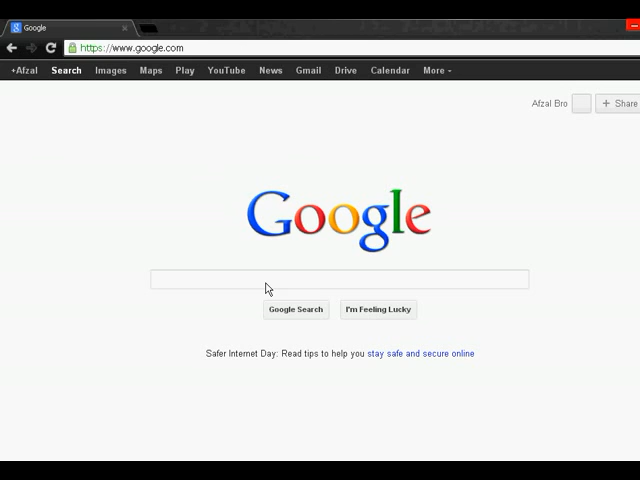 Google
https://www.google.com
+Afzal Search Images Maps Play YouTube News Gmail Drive Calendar More
Afzal Bro + Share
Google
Google Search I'm Feeling Lucky
Safer Internet Day: Read tips to help you stay safe and secure online